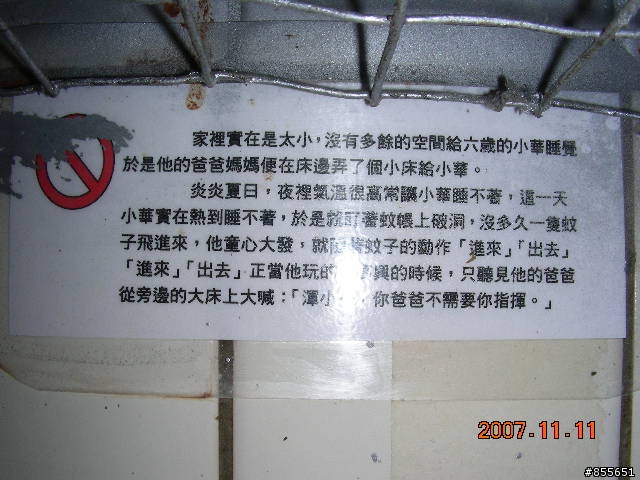 家裡實在是太小，沒有多餘的空間給六歲的小華睡覺
於是他的爸爸媽媽便在床邊弄了個小床給小華。
炎炎夏日，夜裡氣溫很高常讓小華睡不著，這一天
小華實在熱到睡不著，於是就盯著蚊帳上破洞，沒多久一隻蚊
子飛進來，他童心大發，就 著蚊子的動作「進來」「出去」
「進來」「出去」正當他玩的 興的時候，只聽見他的爸爸
從旁邊的大床上大喊：「渾小 你爸爸不需要你指揮。」
2007.11.11
#855651